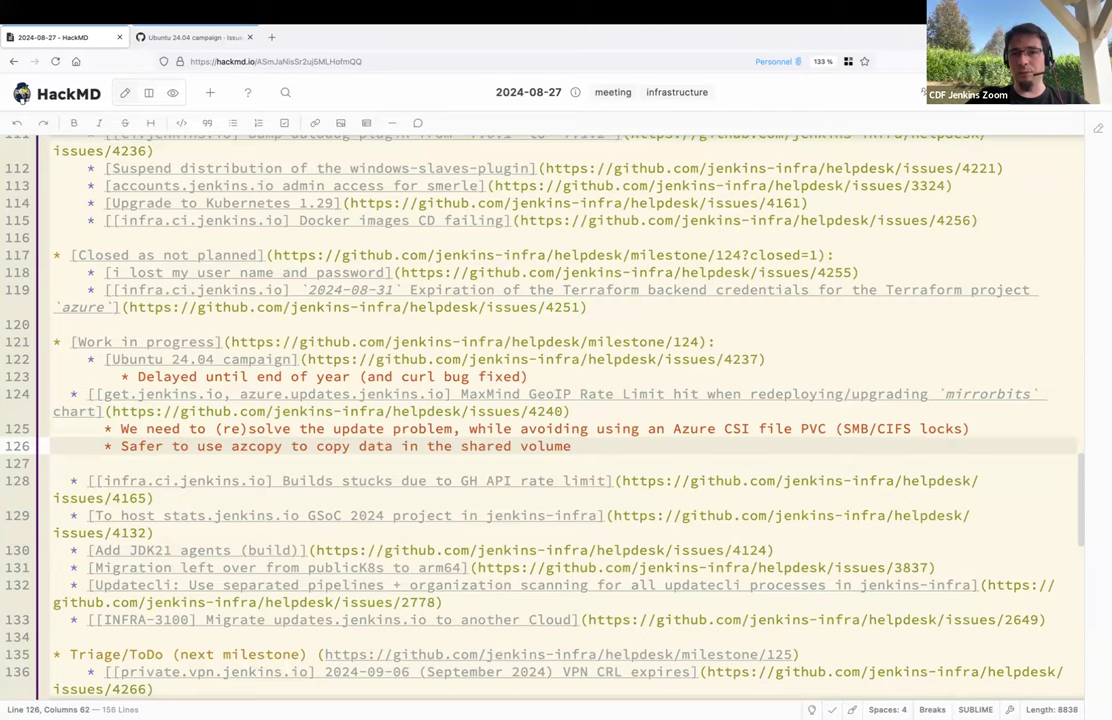 2024-08-27 - HackMD
Ubuntu 24.04 campaign · Issue
https://hackmd.io/ASmJaNisSr2uj5MLHofmQQ
Personnel
133 %
CDF Jenkins Zoom
HackMD
2024-08-27
meeting
infrastructure
issues/4236)
112 * [Suspend distribution of the windows-slaves-plugin](https://github.com/jenkins-infra/helpdesk/issues/4221)
113 * [accounts.jenkins.io admin access for smerle](https://github.com/jenkins-infra/helpdesk/issues/3324)
114 * [Upgrade to Kubernetes 1.29](https://github.com/jenkins-infra/helpdesk/issues/4161)
115 * [[infra.ci.jenkins.io] Docker images CD failing](https://github.com/jenkins-infra/helpdesk/issues/4256)
116
117 * [Closed as not planned](https://github.com/jenkins-infra/helpdesk/milestone/124?closed=1):
118 * [i lost my user name and password](https://github.com/jenkins-infra/helpdesk/issues/4255)
119 * [[infra.ci.jenkins.io] `2024-08-31` Expiration of the Terraform backend credentials for the Terraform project
`azure`](https://github.com/jenkins-infra/helpdesk/issues/4251)
120
121 * [Work in progress](https://github.com/jenkins-infra/helpdesk/milestone/124):
122 * [Ubuntu 24.04 campaign](https://github.com/jenkins-infra/helpdesk/issues/4237)
123 * Delayed until end of year (and curl bug fixed)
124 * [[get.jenkins.io, azure.updates.jenkins.io] MaxMind GeoIP Rate Limit hit when redeploying/upgrading `mirrorbits`
chart](https://github.com/jenkins-infra/helpdesk/issues/4240)
125 * We need to (re)solve the update problem, while avoiding using an Azure CSI file PVC (SMB/CIFS locks)
126 * Safer to use azcopy to copy data in the shared volume
127
128 * [[infra.ci.jenkins.io] Builds stucks due to GH API rate limit](https://github.com/jenkins-infra/helpdesk/
issues/4165)
129 * [To host stats.jenkins.io GSoC 2024 project in jenkins-infra](https://github.com/jenkins-infra/helpdesk/
issues/4132)
130 * [Add JDK21 agents (build)](https://github.com/jenkins-infra/helpdesk/issues/4124)
131 * [Migration left over from publicK8s to arm64](https://github.com/jenkins-infra/helpdesk/issues/3837)
132 * [Updatecli: Use separated pipelines + organization scanning for all updatecli processes in jenkins-infra](https://
github.com/jenkins-infra/helpdesk/issues/2778)
133 * [[INFRA-3100] Migrate updates.jenkins.io to another Cloud](https://github.com/jenkins-infra/helpdesk/issues/2649)
134
135 * Triage/ToDo (next milestone) (https://github.com/jenkins-infra/helpdesk/milestone/125)
136 * [[private.vpn.jenkins.io] 2024-09-06 (September 2024) VPN CRL expires](https://github.com/jenkins-infra/helpdesk/
issues/4266)
Line 126, Columns 62 — 156 Lines
Spaces: 4
Breaks
SUBLIME
Length: 8838